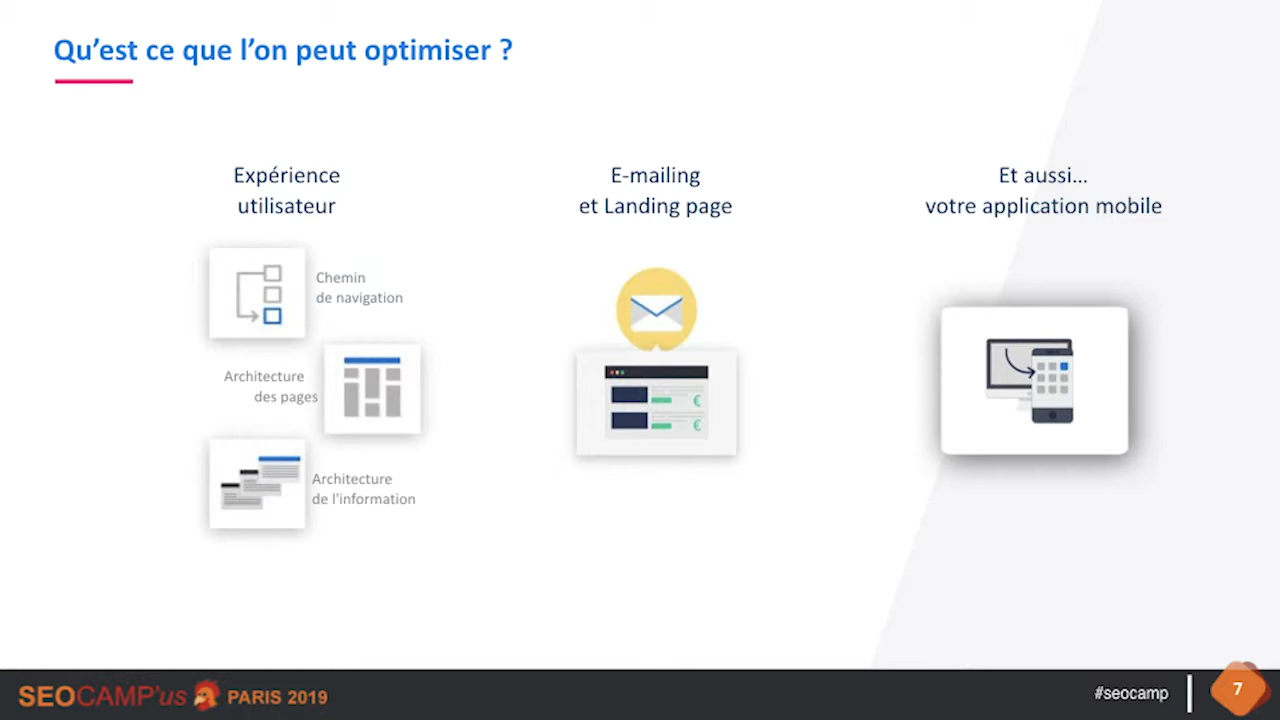 Qu’est ce que l’on peut optimiser ?
Expérience
utilisateur
Chemin
de navigation
Architecture
des pages
Architecture
de l'information
E-mailing
et Landing page
€
€
Et aussi…
votre application mobile
SEOCAMP'us PARIS 2019
#seocamp
7